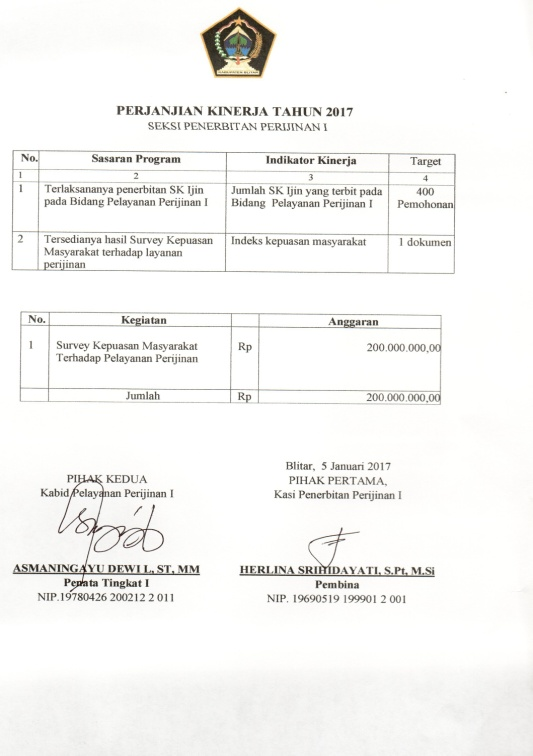 KABUPATEN BLITAR
PERJANJIAN KINERJA TAHUN 2017
SEKSI PENERBITAN PERIJINAN I
No. Sasaran Program Indikator Kinerja Target
1 2 3 4
1 Terlaksananya penerbitan SK Ijin Jumlah SK Ijin yang terbit pada 400
pada Bidang Pelayanan Perijinan I Bidang Pelayanan Perijinan I Pemohonan
2 Tersedianya hasil Survey Kepuasan Indeks kepuasan masyarakat 1 dokumen
Masyarakat terhadap layanan
perijinan
No. Kegiatan Anggaran
1 Survey Kepuasan Masyarakat Rp 200.000.000,00
Terhadap Pelayanan Perijinan
Jumlah Rp 200.000.000,00
Blitar, 5 Januari 2017
PIHAK KEDUA PIHAK PERTAMA,
Kabid Pelayanan Perijinan I Kasi Penerbitan Perijinan I
ASMANINGAYU DEWI L, ST, MM HERLINA SRIHIDAYATI, S.Pt, M.Si
Penata Tingkat I Pembina
NIP.19780426 200212 2 011 NIP. 19690519 199901 2 001